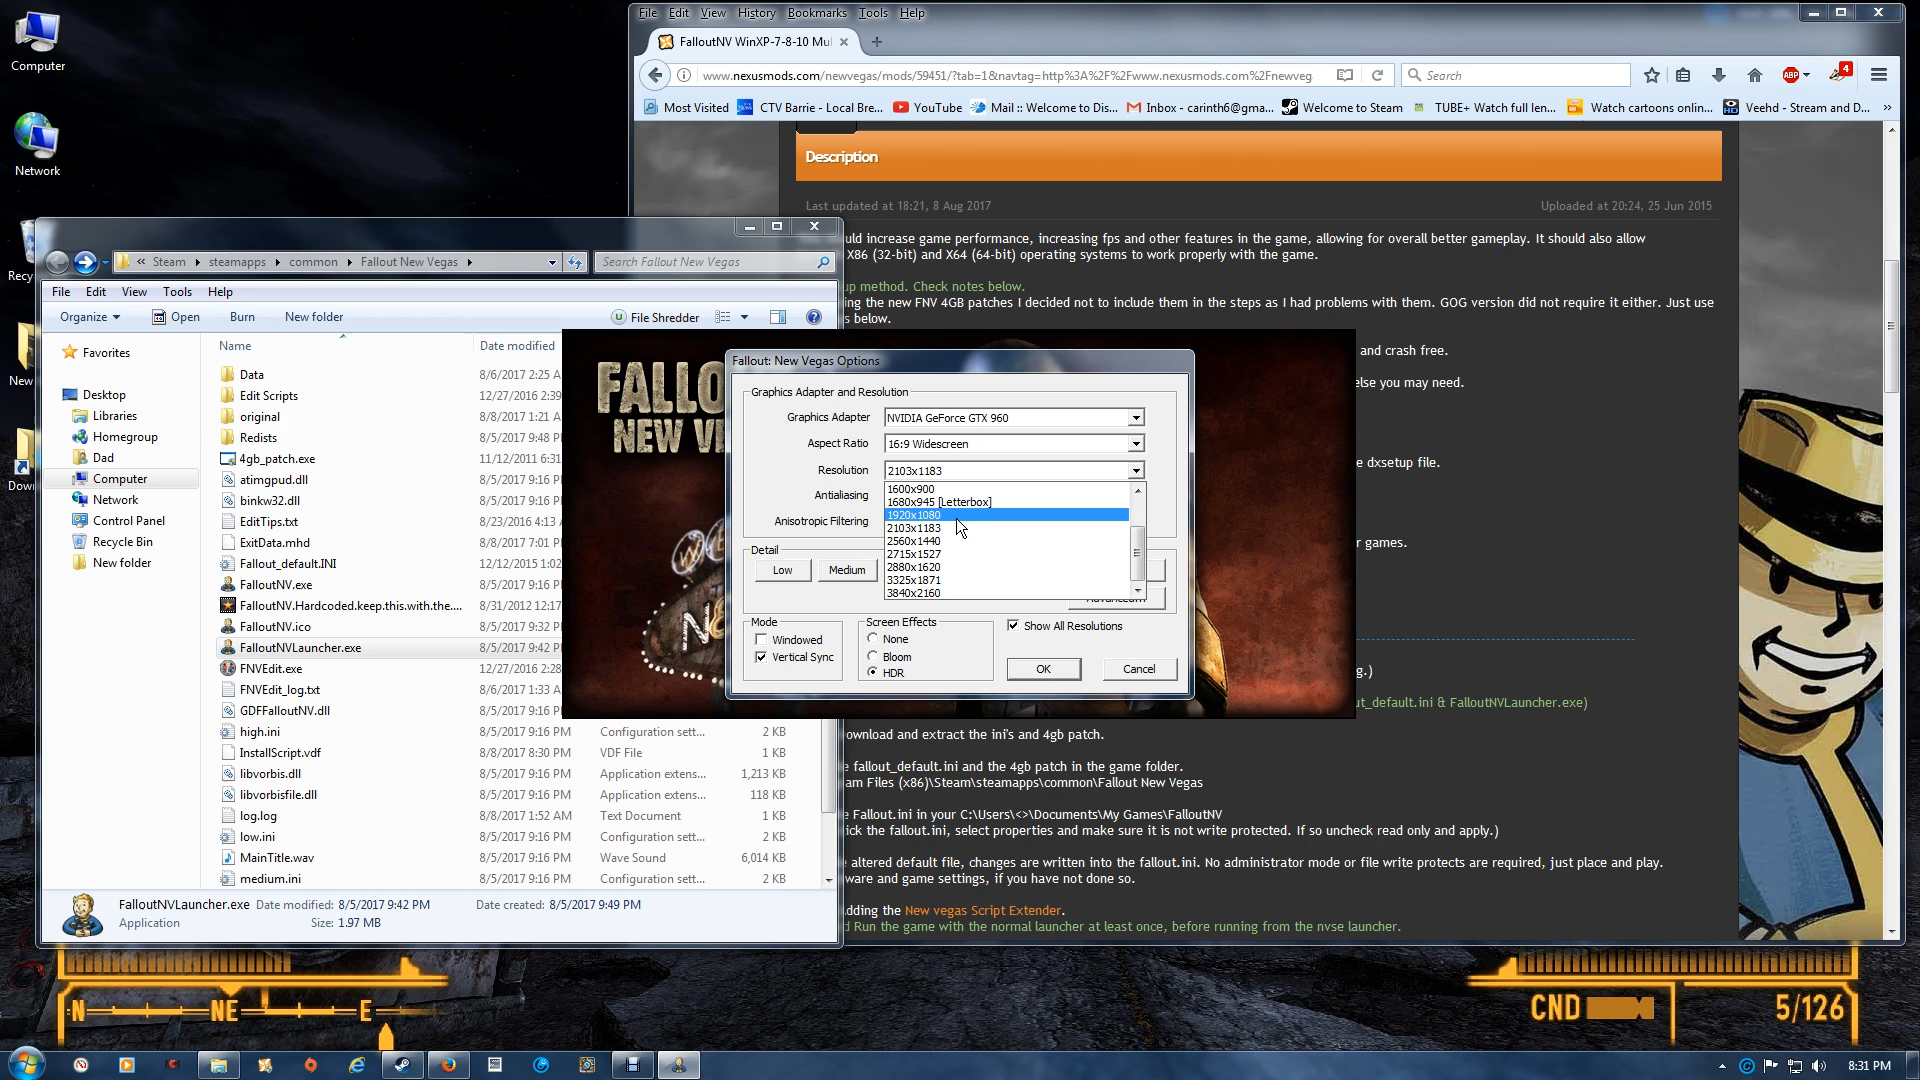 Computer
Network
Recy
New
Dow
File Edit View History Bookmarks Tools Help
FalloutNV WinXP-7-8-10 Mul
www.nexusmods.com/newvegas/mods/59451/?tab=1&navtag=http%3A%2F%2Fwww.nexusmods.com%2Fnewveg
Search
ABP
4
Most Visited CTV Barrie - Local Bre... YouTube Mail :: Welcome to Dis... Inbox - carinth6@gma... Welcome to Steam TUBE+ Watch full len... Watch cartoons onlin... Veehd - Stream and D... »
Description
Last updated at 18:21, 8 Aug 2017 Uploaded at 20:24, 25 Jun 2015
uld increase game performance, increasing fps and other features in the game, allowing for overall better gameplay. It should also allow
X86 (32-bit) and X64 (64-bit) operating systems to work properly with the game.
up method. Check notes below.
ing the new FNV 4GB patches I decided not to include them in the steps as I had problems with them. GOG version did not require it either. Just use
s below.
and crash free.
else you may need.
e dxsetup file.
r games.
g.)
ut_default.ini & FalloutNVLauncher.exe)
ownload and extract the ini's and 4gb patch.
e fallout_default.ini and the 4gb patch in the game folder.
am Files (x86)\Steam\steamapps\common\Fallout New Vegas
e Fallout.ini in your C:\Users\<>\Documents\My Games\FalloutNV
ick the fallout.ini, select properties and make sure it is not write protected. If so uncheck read only and apply.)
e altered default file, changes are written into the fallout.ini. No administrator mode or file write protects are required, just place and play.
ware and game settings, if you have not done so.
dding the New vegas Script Extender.
d Run the game with the normal launcher at least once, before running from the nvse launcher.
« Steam steamapps common Fallout New Vegas
Search Fallout New Vegas
File Edit View Tools Help
Organize Open Burn New folder File Shredder
Favorites
Desktop
Libraries
Homegroup
Dad
Computer
Network
Control Panel
Recycle Bin
New folder
Name Date modified
Data 8/6/2017 2:25 A
Edit Scripts 12/27/2016 2:39
original 8/8/2017 1:21 A
Redists 8/5/2017 9:48 P
4gb_patch.exe 11/12/2011 6:31
atimgpud.dll 8/5/2017 9:16 P
binkw32.dll 8/5/2017 9:16 P
EditTips.txt 8/23/2016 4:13
ExitData.mhd 8/8/2017 7:01 P
Fallout_default.INI 12/12/2015 1:02
FalloutNV.exe 8/5/2017 9:16 P
FalloutNV.Hardcoded.keep.this.with.the.... 8/31/2012 12:17
FalloutNV.ico 8/5/2017 9:32 P
FalloutNVLauncher.exe 8/5/2017 9:42 P
FNVEdit.exe 12/27/2016 2:28
FNVEdit_log.txt 8/6/2017 1:33 A
GDFFalloutNV.dll 8/5/2017 9:16 P
high.ini 8/5/2017 9:16 PM Configuration sett... 2 KB
InstallScript.vdf 8/8/2017 8:30 PM VDF File 1 KB
libvorbis.dll 8/5/2017 9:16 PM Application extens... 1,213 KB
libvorbisfile.dll 8/5/2017 9:16 PM Application extens... 118 KB
log.log 8/8/2017 1:52 AM Text Document 1 KB
low.ini 8/5/2017 9:16 PM Configuration sett... 2 KB
MainTitle.wav 8/5/2017 9:16 PM Wave Sound 6,014 KB
medium.ini 8/5/2017 9:16 PM Configuration sett... 2 KB
FalloutNVLauncher.exe Date modified: 8/5/2017 9:42 PM Date created: 8/5/2017 9:49 PM
Application Size: 1.97 MB
FALLO
NEW VE
Fallout: New Vegas Options
Graphics Adapter and Resolution
Graphics Adapter NVIDIA GeForce GTX 960
Aspect Ratio 16:9 Widescreen
Resolution 2103x1183
Antialiasing
Anisotropic Filtering
1600x900
1680x945 [Letterbox]
1920x1080
2103x1183
2560x1440
2715x1527
2880x1620
3325x1871
3840x2160
Detail
Low Medium
Mode
Windowed
Vertical Sync
Screen Effects
None
Bloom
HDR
Show All Resolutions
OK Cancel
N NE E
CND 5/126
8:31 PM